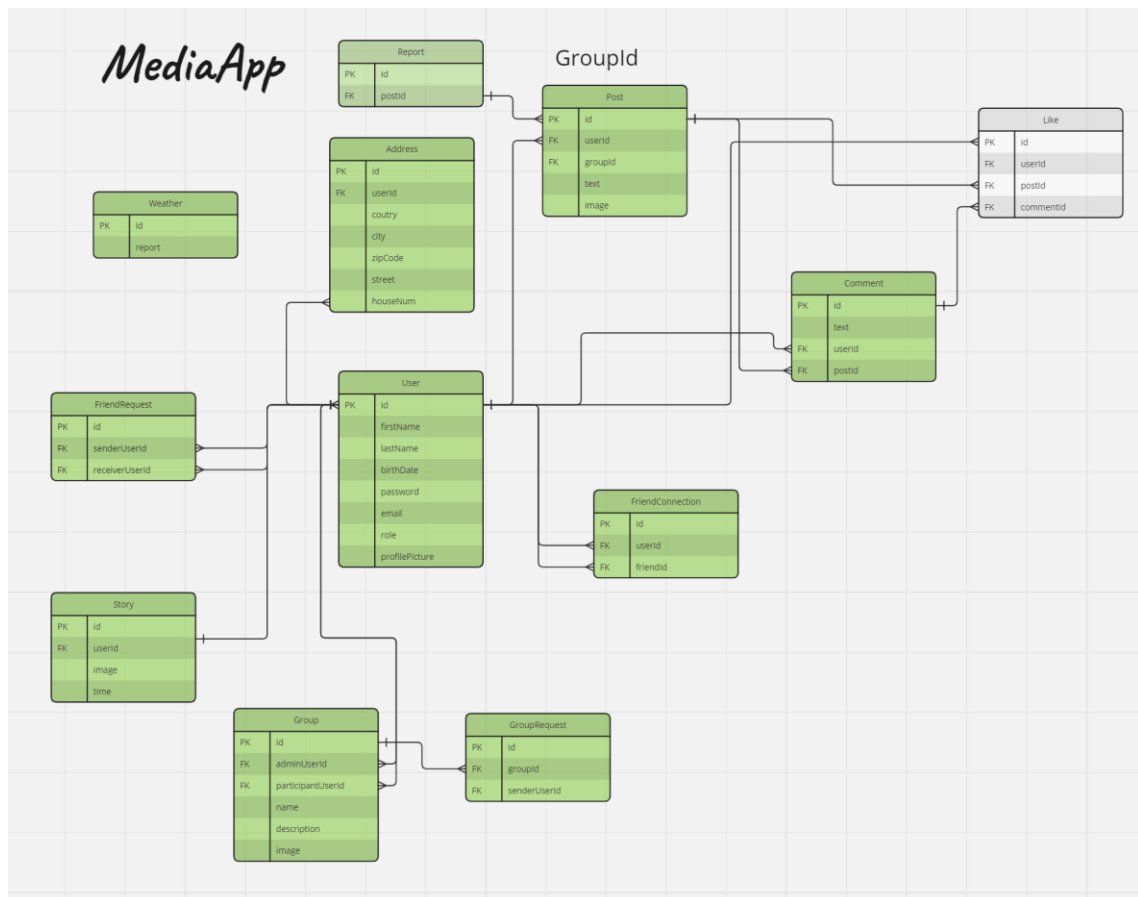 MediaApp
GroupId
Report
PK id
FK postId
Post
PK id
FK userId
FK groupId
text
image
Like
PK id
FK userId
FK postId
FK commentId
Address
PK id
FK userId
coutry
city
zipCode
street
houseNum
Weather
PK id
report
Comment
PK id
text
FK userId
FK postId
User
PK id
firstName
lastName
birthDate
password
email
role
profilePicture
FriendRequest
PK id
FK senderUserId
FK receiverUserId
FriendConnection
PK id
FK userId
FK friendId
Story
PK id
FK userId
image
time
Group
PK id
FK adminUserId
FK participantUserId
name
description
image
GroupRequest
PK id
FK groupId
FK senderUserId